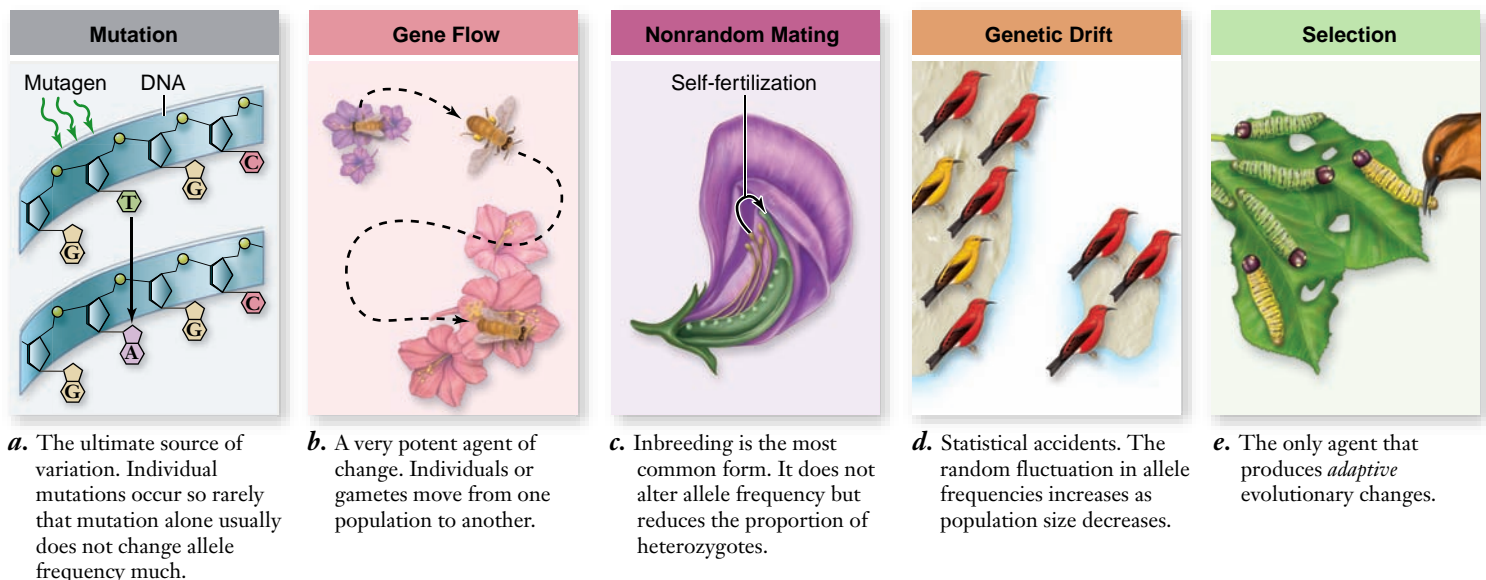 Mutation
Mutagen DNA
C
G
T
G
C
G
A
G
a. The ultimate source of
variation. Individual
mutations occur so rarely
that mutation alone usually
does not change allele
frequency much.
Gene Flow
b. A very potent agent of
change. Individuals or
gametes move from one
population to another.
Nonrandom Mating
Self-fertilization
c. Inbreeding is the most
common form. It does not
alter allele frequency but
reduces the proportion of
heterozygotes.
Genetic Drift
d. Statistical accidents. The
random fluctuation in allele
frequencies increases as
population size decreases.
Selection
e. The only agent that
produces adaptive
evolutionary changes.